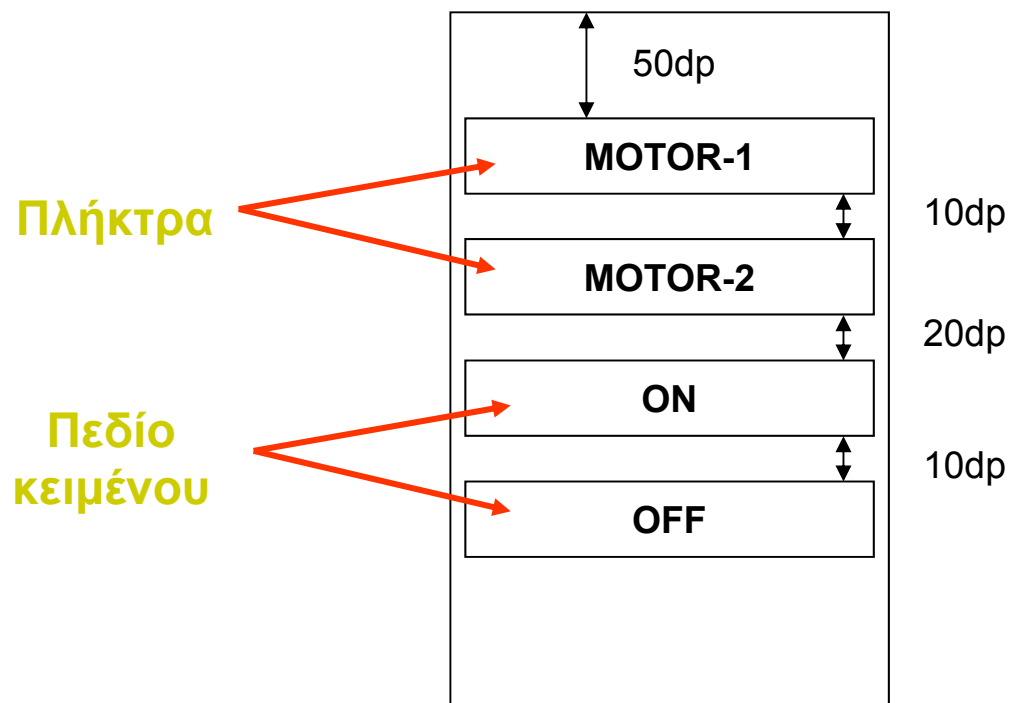 50dp
MOTOR-1
Πλήκτρα
10dp
MOTOR-2
20dp
ON
Πεδίο
κειμένου
10dp
OFF